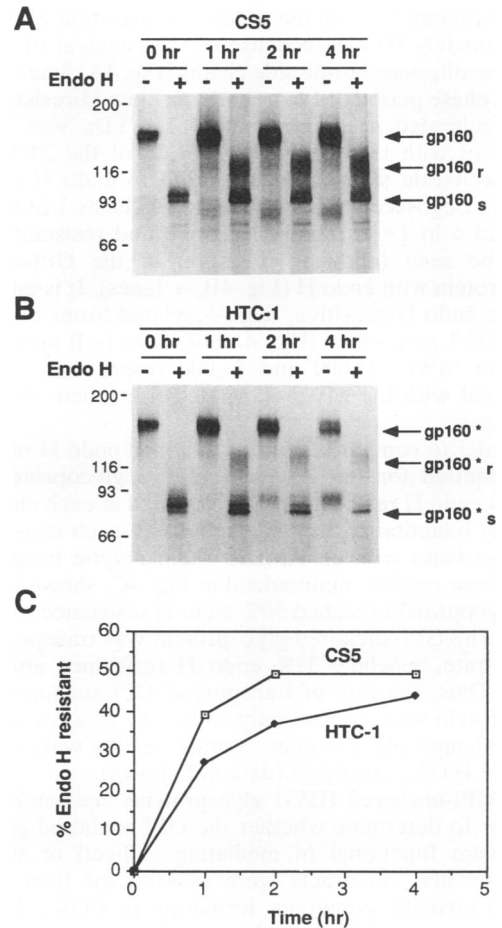 A
CS5
0 hr 1 hr 2 hr 4 hr
Endo H - + - + - + - +
200
116
93
66
gp160
gp160 r
gp160 s
B
HTC-1
0 hr 1 hr 2 hr 4 hr
Endo H - + - + - + - +
200
116
93
66
gp160 *
gp160 * r
gp160 * s
C
% Endo H resistant
60
50
40
30
20
10
0
CS5
HTC-1
0 1 2 3 4 5
Time (hr)